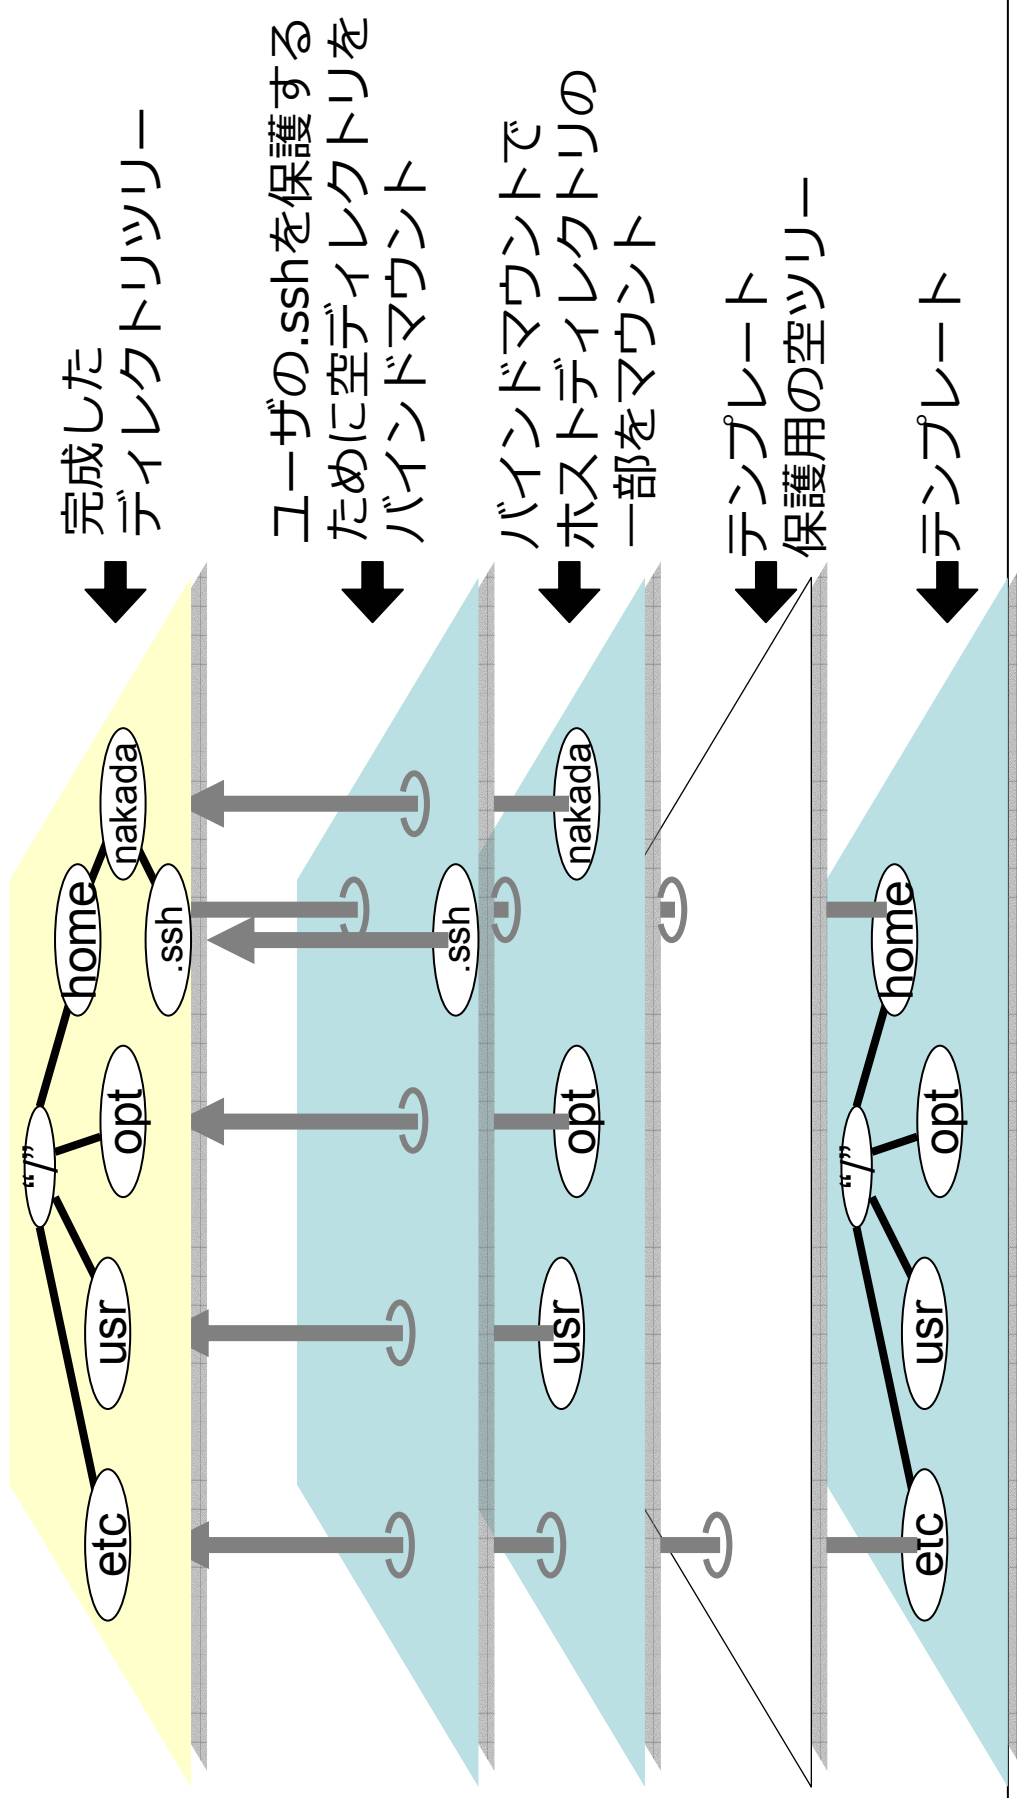 完成した
ディレクトリツリー
ユーザの.sshを保護する
ために空ディレクトリを
バインドマウント
バインドマウントで
ホストディレクトリの
一部をマウント
テンプレート
保護用の空ツリー
テンプレート
“/”
etc
usr
opt
home
nakada
.ssh
.ssh
usr
opt
nakada
“/”
etc
usr
opt
home